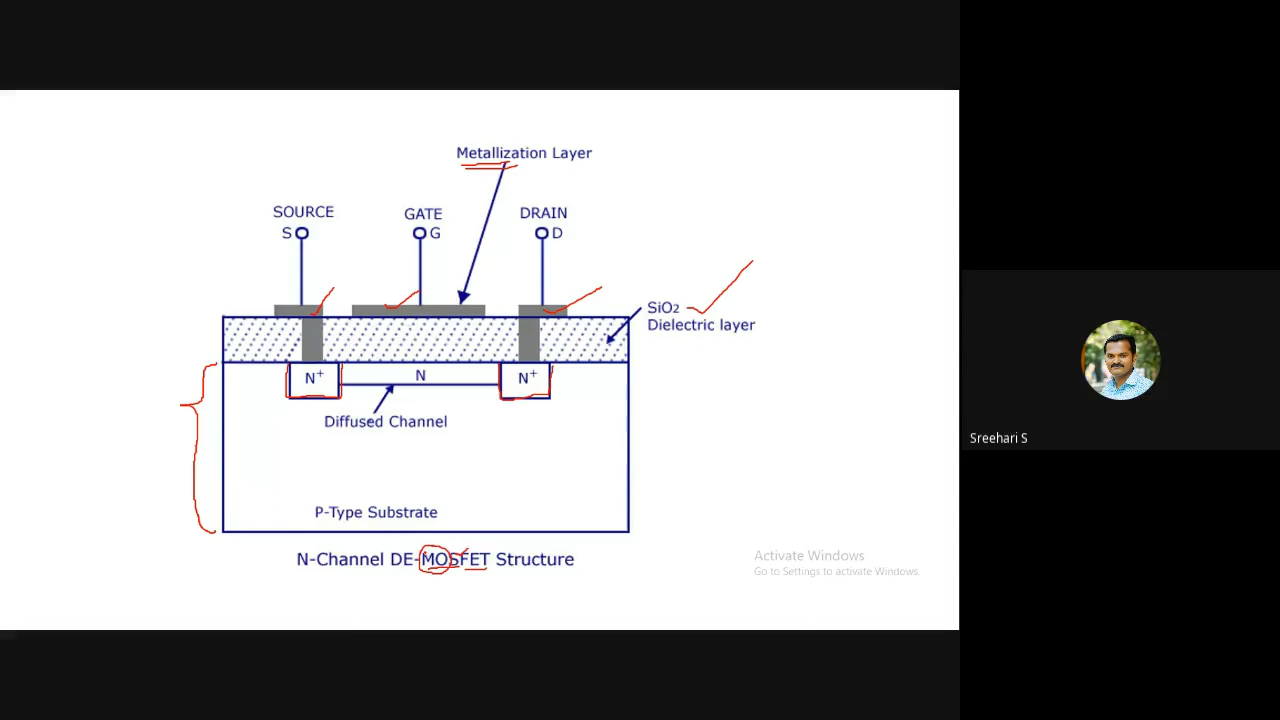 Metallization Layer
SOURCE
GATE
DRAIN
S
G
D
SiO2
Dielectric layer
N+
N
N+
Diffused Channel
P-Type Substrate
N-Channel DE-MOSFET Structure
Activate Windows
Go to Settings to activate Windows.
Sreehari S